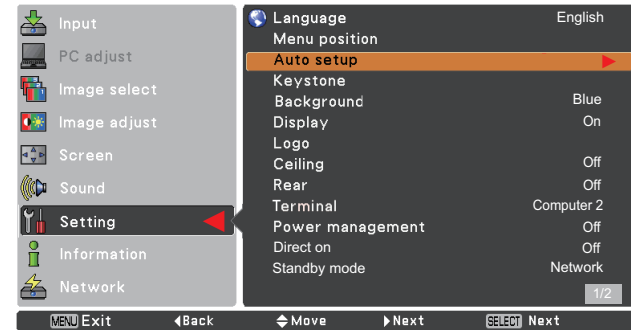 Input
PC adjust
Image select
Image adjust
Screen
Sound
Setting
Information
Network
Language English
Menu position
Auto setup
Keystone
Background Blue
Display On
Logo
Ceiling Off
Rear Off
Terminal Computer 2
Power management Off
Direct on Off
Standby mode Network
1/2
MENU Exit Back Move Next SELECT Next